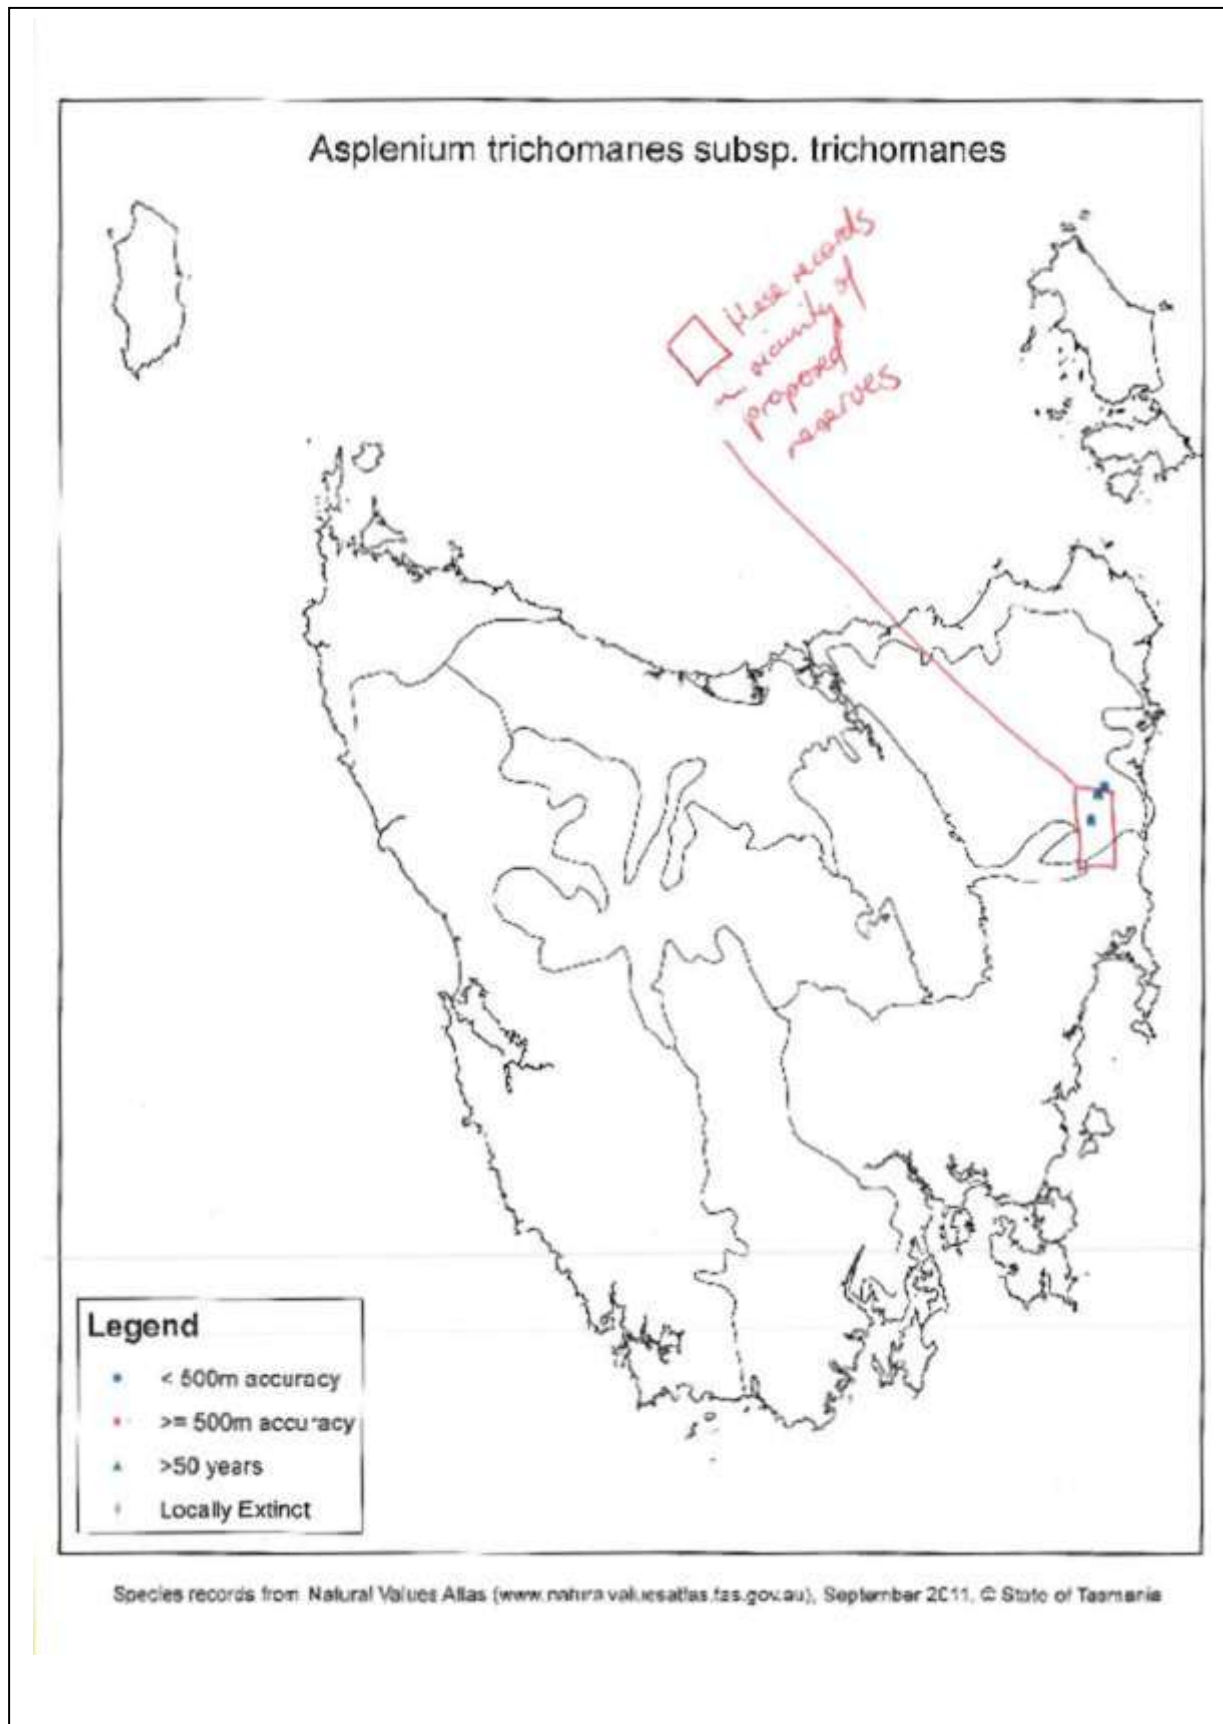 Asplenium trichomanes subsp. trichomanes
these records
in vicinity of
proposed
reserves
Legend
< 500m accuracy
>= 500m accuracy
>50 years
Locally Extinct
Species records from Natural Values Atlas (www.naturalvaluesatlas.tas.gov.au), September 2011, © State of Tasmania